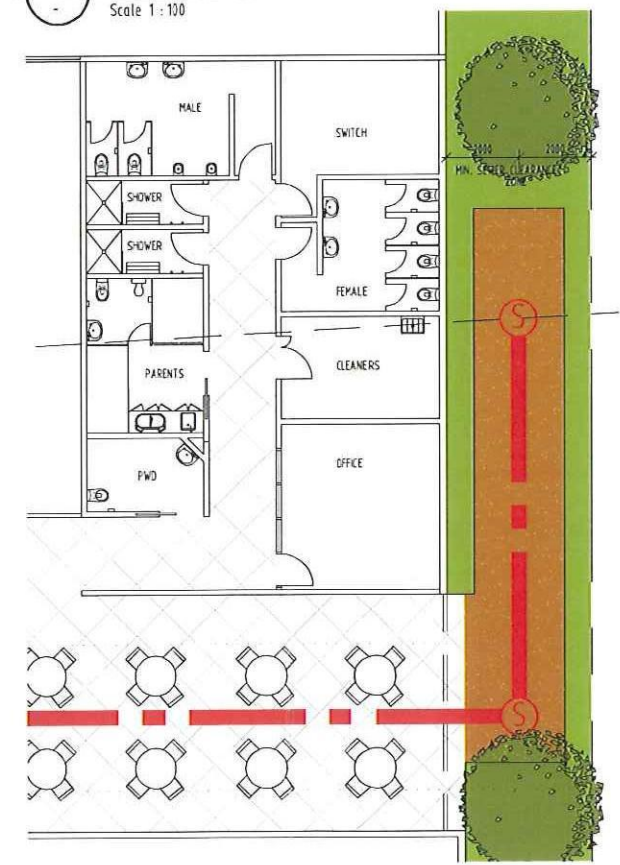 -
Scale 1 : 100
MALE
SWITCH
2000 2000
MIN. SEWER CLEARANCE
ZONE
SHOWER
SHOWER
FEMALE
S
PARENTS
CLEANERS
PWD
OFFICE
S